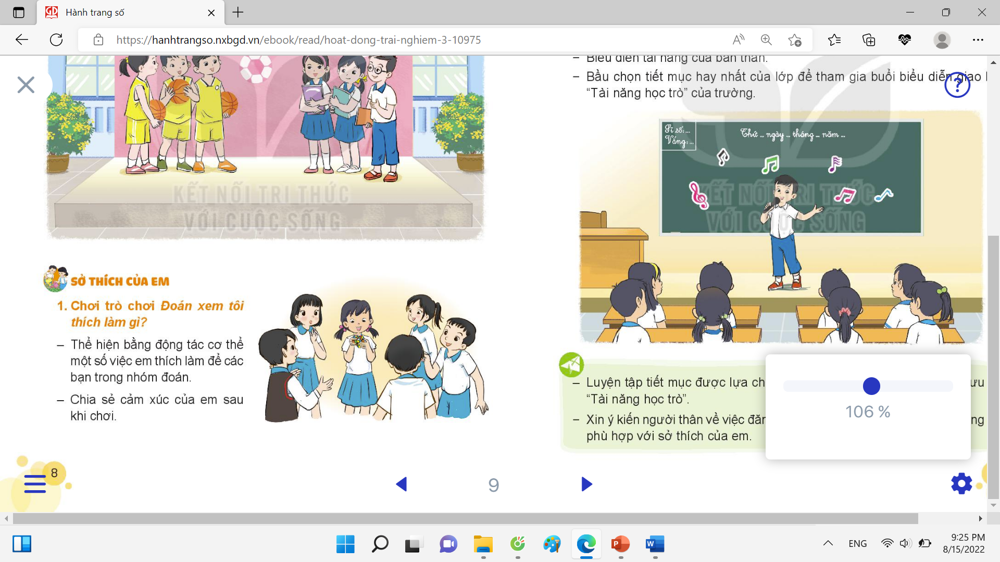 Hành trang số
https://hanhtrangso.nxbgd.vn/ebook/read/hoat-dong-trai-nghiem-3-10975
KẾT NỐI TRI THỨC
VỚI CUỘC SỐNG
SỞ THÍCH CỦA EM
1. Chơi trò chơi Đoán xem tôi
thích làm gì?
– Thể hiện bằng động tác cơ thể
một số việc em thích làm để các
bạn trong nhóm đoán.
– Chia sẻ cảm xúc của em sau
khi chơi.
8
– Biểu diễn tài năng của bản thân.
– Bầu chọn tiết mục hay nhất của lớp để tham gia buổi biểu diễn giao
“Tài năng học trò” của trường.
Sĩ số:...
Vắng:...
Thứ ... ngày ... tháng ... năm ...
KẾT NỐI TRI THỨC
VỚI CUỘC SỐNG
– Luyện tập tiết mục được lựa ch
ưu
“Tài năng học trò”.
– Xin ý kiến người thân về việc đăn
ng
phù hợp với sở thích của em.
106 %
9
ENG
9:25 PM
8/15/2022